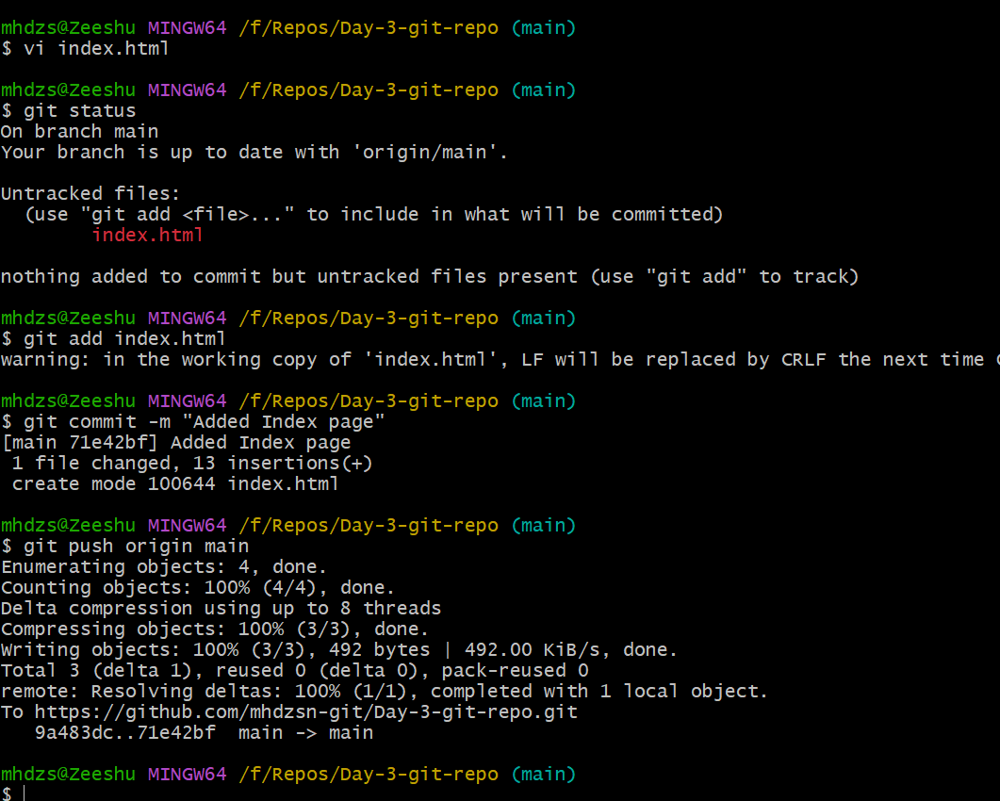 mhdzs@Zeeshu MINGW64 /f/Repos/Day-3-git-repo (main)
$ vi index.html
mhdzs@Zeeshu MINGW64 /f/Repos/Day-3-git-repo (main)
$ git status
On branch main
Your branch is up to date with 'origin/main'.
Untracked files:
  (use "git add <file>..." to include in what will be committed)
        index.html
nothing added to commit but untracked files present (use "git add" to track)
mhdzs@Zeeshu MINGW64 /f/Repos/Day-3-git-repo (main)
$ git add index.html
warning: in the working copy of 'index.html', LF will be replaced by CRLF the next time
mhdzs@Zeeshu MINGW64 /f/Repos/Day-3-git-repo (main)
$ git commit -m "Added Index page"
[main 71e42bf] Added Index page
 1 file changed, 13 insertions(+)
 create mode 100644 index.html
mhdzs@Zeeshu MINGW64 /f/Repos/Day-3-git-repo (main)
$ git push origin main
Enumerating objects: 4, done.
Counting objects: 100% (4/4), done.
Delta compression using up to 8 threads
Compressing objects: 100% (3/3), done.
Writing objects: 100% (3/3), 492 bytes | 492.00 KiB/s, done.
Total 3 (delta 1), reused 0 (delta 0), pack-reused 0
remote: Resolving deltas: 100% (1/1), completed with 1 local object.
To https://github.com/mhdzsn-git/Day-3-git-repo.git
   9a483dc..71e42bf  main -> main
mhdzs@Zeeshu MINGW64 /f/Repos/Day-3-git-repo (main)
$